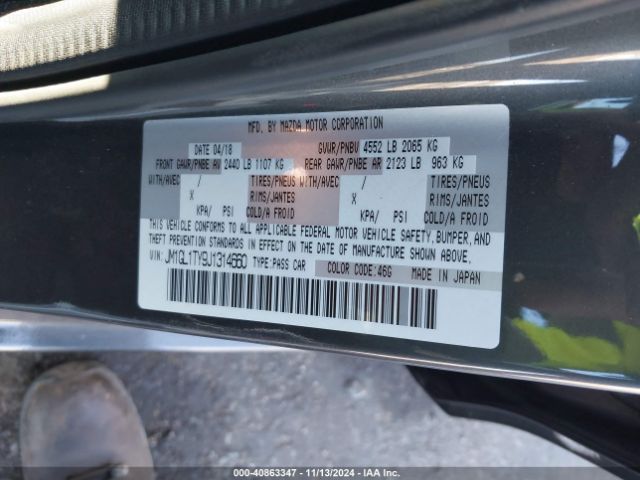 MFD. BY MAZDA MOTOR CORPORATION
DATE 04/18 GVWR/PNBV 4552 LB 2065 KG
FRONT GAWR/PNBE AV 2440 LB 1107 KG REAR GAWR/PNBE AR 2123 LB 963 KG
WITH/AVEC / TIRES/PNEUS WITH/AVEC / TIRES/PNEUS
X RIMS/JANTES X RIMS/JANTES
KPA/ PSI COLD/A FROID KPA/ PSI COLD/A FROID
THIS VEHICLE CONFORMS TO ALL APPLICABLE FEDERAL MOTOR VEHICLE SAFETY, BUMPER, AND
THEFT PREVENTION STANDARDS IN EFFECT ON THE DATE OF MANUFACTURE SHOWN ABOVE.
VIN: JM1GL1TY9J1314660 TYPE: PASS CAR COLOR CODE: 46G MADE IN JAPAN
000-40863347 - 11/13/2024 - IAA Inc.